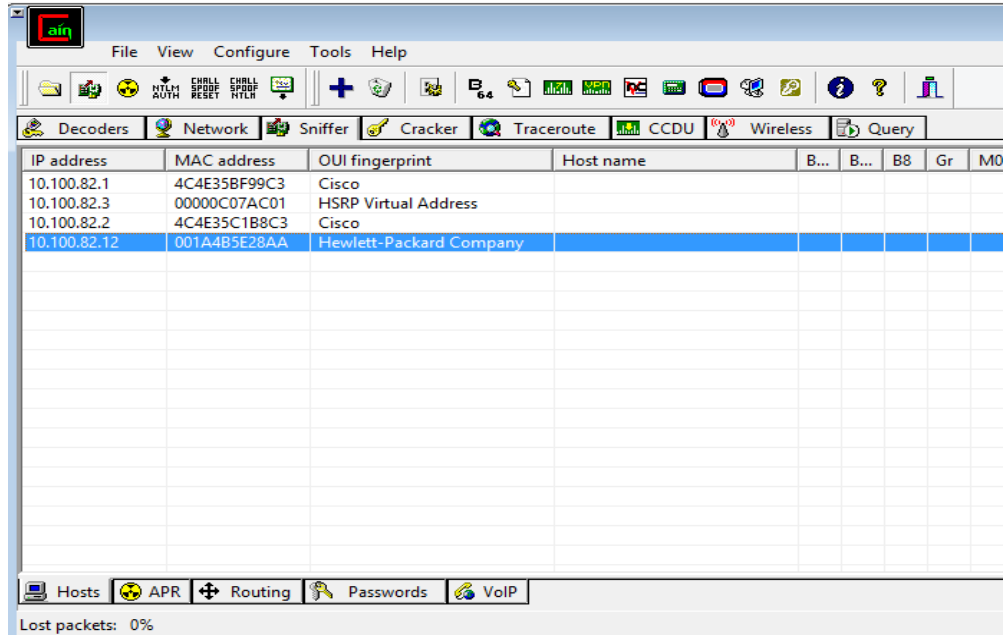 Caín
File View Configure Tools Help
NTLM AUTH CHALL SPOOF RESET CHALL SPOOF NTLM B64
Decoders Network Sniffer Cracker Traceroute CCDU Wireless Query
IP address MAC address OUI fingerprint Host name B... B... B8 Gr M0
10.100.82.1 4C4E35BF99C3 Cisco
10.100.82.3 00000C07AC01 HSRP Virtual Address
10.100.82.2 4C4E35C1B8C3 Cisco
10.100.82.12 001A4B5E28AA Hewlett-Packard Company
Hosts APR Routing Passwords VoIP
Lost packets: 0%